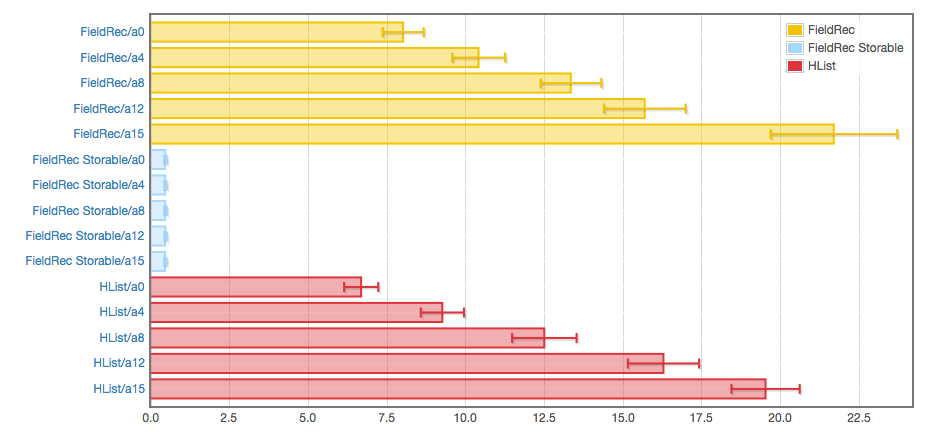 FieldRec/a0
FieldRec/a4
FieldRec/a8
FieldRec/a12
FieldRec/a15
FieldRec Storable/a0
FieldRec Storable/a4
FieldRec Storable/a8
FieldRec Storable/a12
FieldRec Storable/a15
HList/a0
HList/a4
HList/a8
HList/a12
HList/a15
FieldRec
FieldRec Storable
HList
0.0 2.5 5.0 7.5 10.0 12.5 15.0 17.5 20.0 22.5